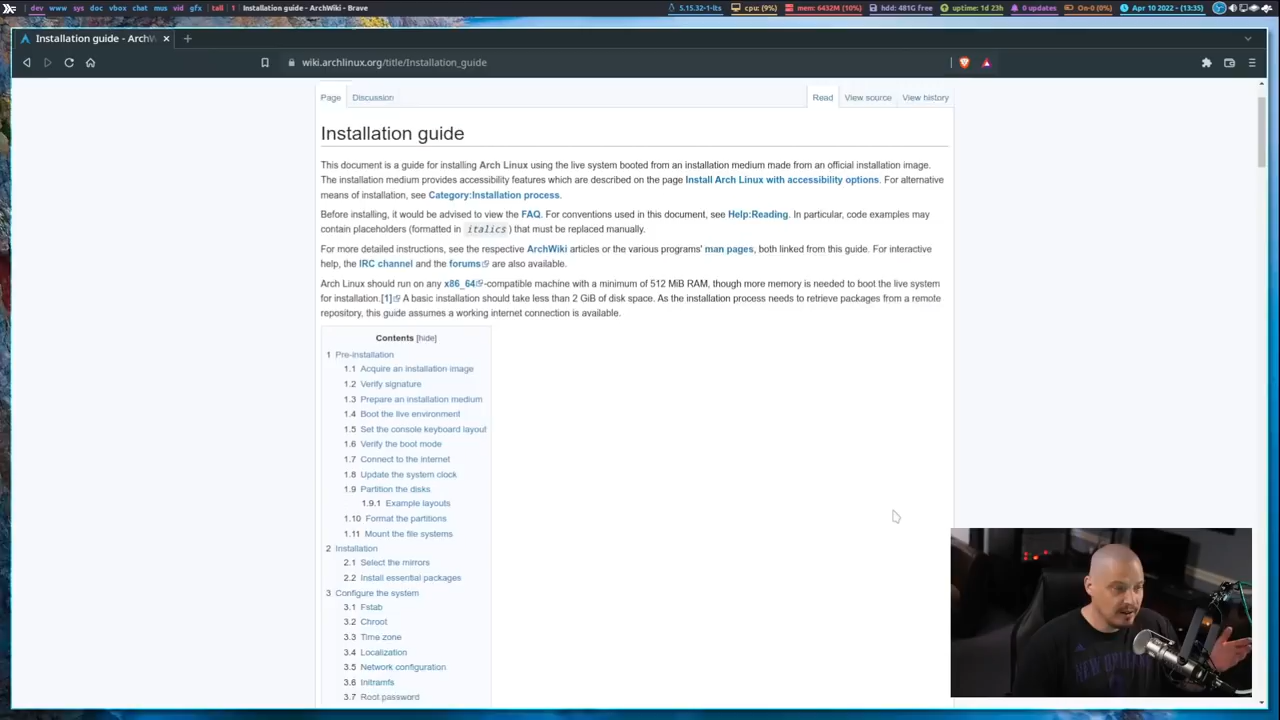 dev www sys doc vbox chat mus vid gfx | tall | 1 | Installation guide - ArchWiki - Brave
5.15.32-1-lts | cpu: (9%) | mem: 6432M (10%) | hdd: 481G free | uptime: 1d 23h | 0 updates | On-0 (0%) | Apr 10 2022 - (13:35)
Installation guide - ArchW
wiki.archlinux.org/title/Installation_guide
Page Discussion Read View source View history
Installation guide
This document is a guide for installing Arch Linux using the live system booted from an installation medium made from an official installation image.
The installation medium provides accessibility features which are described on the page Install Arch Linux with accessibility options. For alternative
means of installation, see Category:Installation process.
Before installing, it would be advised to view the FAQ. For conventions used in this document, see Help:Reading. In particular, code examples may
contain placeholders (formatted in italics ) that must be replaced manually.
For more detailed instructions, see the respective ArchWiki articles or the various programs' man pages, both linked from this guide. For interactive
help, the IRC channel and the forums are also available.
Arch Linux should run on any x86_64-compatible machine with a minimum of 512 MiB RAM, though more memory is needed to boot the live system
for installation.[1] A basic installation should take less than 2 GiB of disk space. As the installation process needs to retrieve packages from a remote
repository, this guide assumes a working internet connection is available.
Contents [hide]
1 Pre-installation
1.1 Acquire an installation image
1.2 Verify signature
1.3 Prepare an installation medium
1.4 Boot the live environment
1.5 Set the console keyboard layout
1.6 Verify the boot mode
1.7 Connect to the internet
1.8 Update the system clock
1.9 Partition the disks
1.9.1 Example layouts
1.10 Format the partitions
1.11 Mount the file systems
2 Installation
2.1 Select the mirrors
2.2 Install essential packages
3 Configure the system
3.1 Fstab
3.2 Chroot
3.3 Time zone
3.4 Localization
3.5 Network configuration
3.6 Initramfs
3.7 Root password